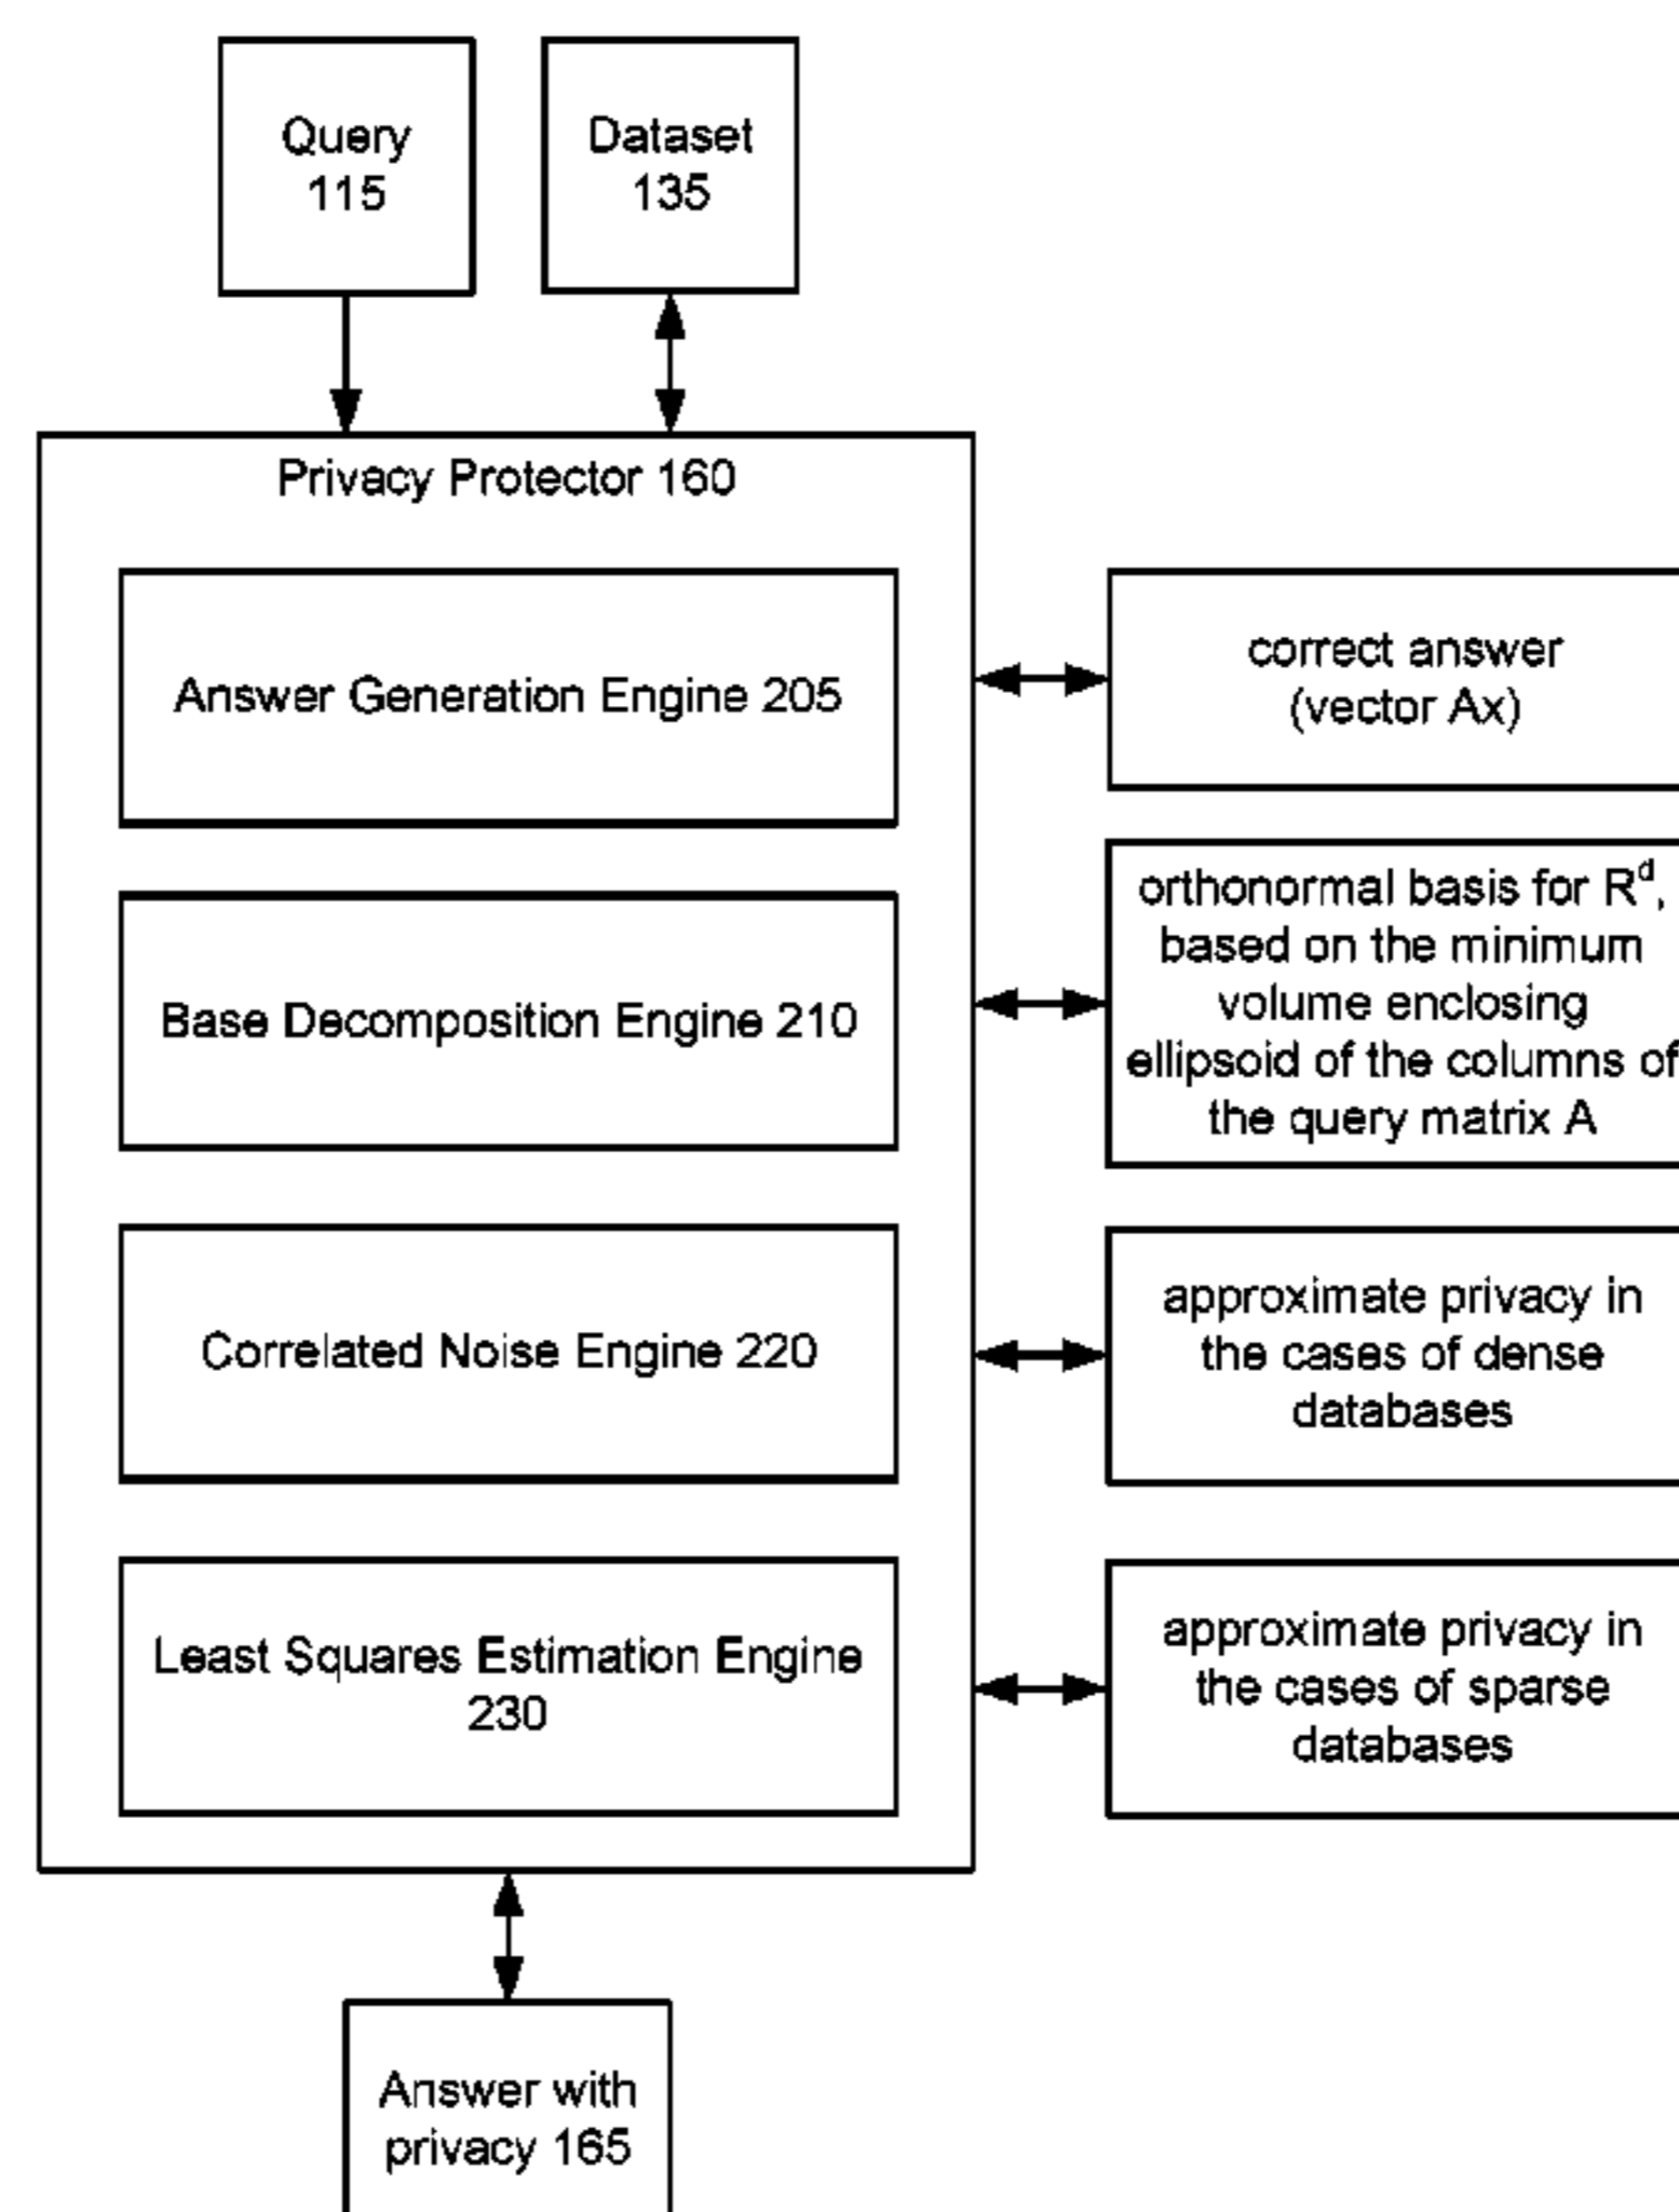 Query
115
Dataset
135
Privacy Protector 160
Answer Generation Engine 205
correct answer
(vector Ax)
Base Decomposition Engine 210
orthonormal basis for R^d,
based on the minimum
volume enclosing
ellipsoid of the columns of
the query matrix A
Correlated Noise Engine 220
approximate privacy in
the cases of dense
databases
Least Squares Estimation Engine
230
approximate privacy in
the cases of sparse
databases
Answer with
privacy 165